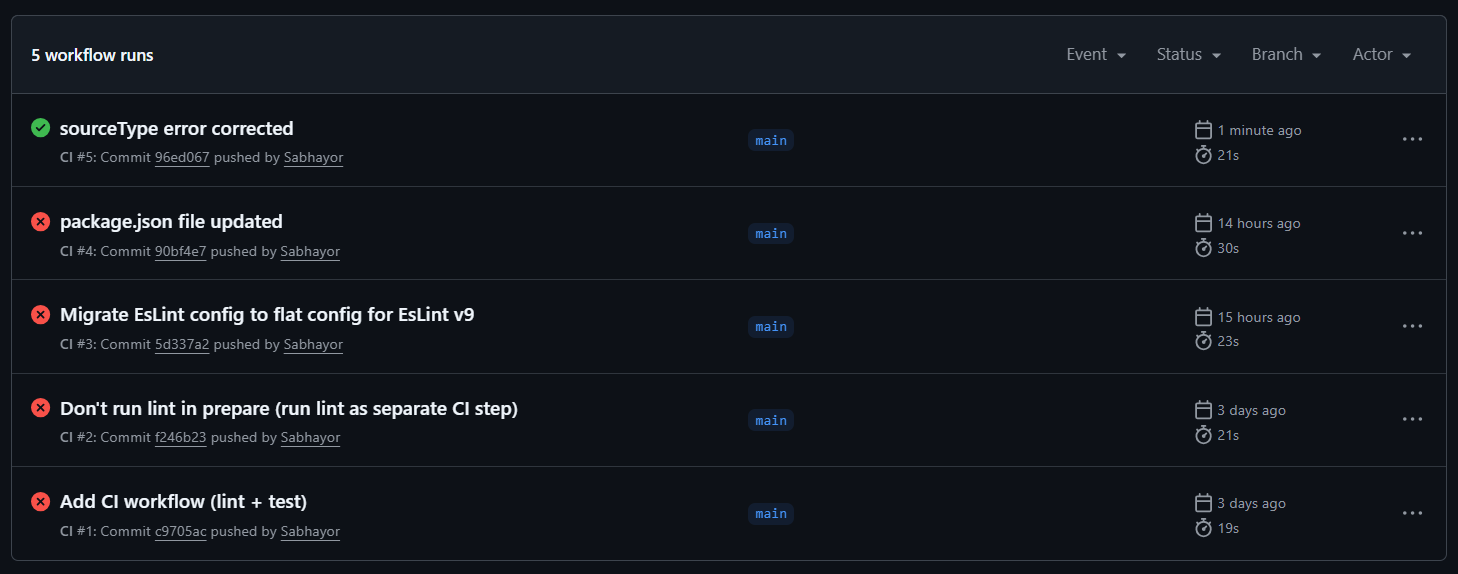 5 workflow runs
Event Status Branch Actor
sourceType error corrected
CI #5: Commit 96ed067 pushed by Sabhayor
main
1 minute ago
21s
package.json file updated
CI #4: Commit 90bf4e7 pushed by Sabhayor
main
14 hours ago
30s
Migrate EsLint config to flat config for EsLint v9
CI #3: Commit 5d337a2 pushed by Sabhayor
main
15 hours ago
23s
Don't run lint in prepare (run lint as separate CI step)
CI #2: Commit f246b23 pushed by Sabhayor
main
3 days ago
21s
Add CI workflow (lint + test)
CI #1: Commit c9705ac pushed by Sabhayor
main
3 days ago
19s